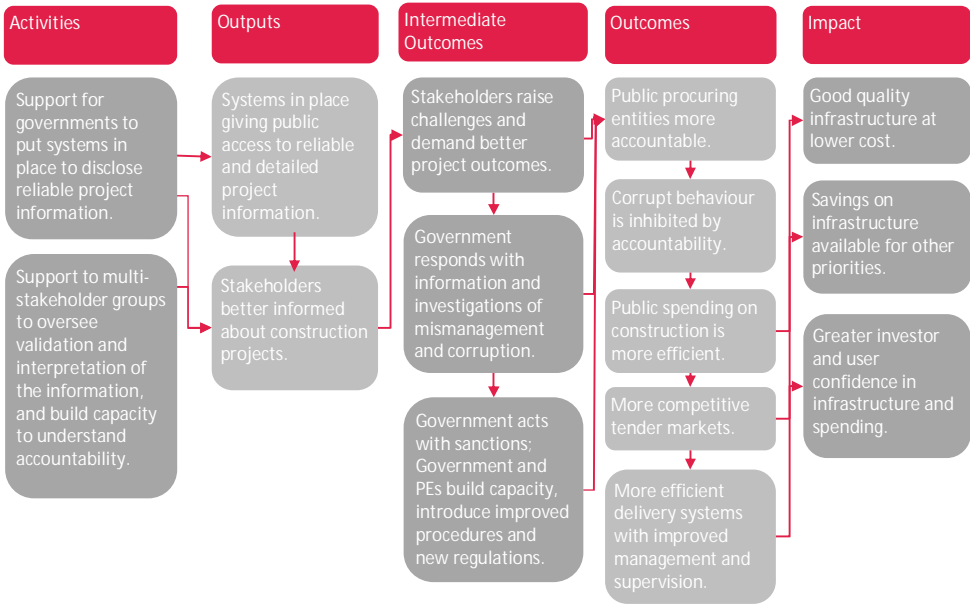 Activities
Support for
governments to
put systems in
place to disclose
reliable project
information.
Support to multi-
stakeholder groups
to oversee
validation and
interpretation of
the information,
and build capacity
to understand
accountability.
Outputs
Systems in place
giving public
access to reliable
and detailed
project
information.
Stakeholders
better informed
about construction
projects.
Intermediate
Outcomes
Stakeholders raise
challenges and
demand better
project outcomes.
Government
responds with
information and
investigations of
mismanagement
and corruption.
Government acts
with sanctions;
Government and
PEs build capacity,
introduce improved
procedures and
new regulations.
Outcomes
Public procuring
entities more
accountable.
Corrupt behaviour
is inhibited by
accountability.
Public spending on
construction is
more efficient.
More competitive
tender markets.
More efficient
delivery systems
with improved
management and
supervision.
Impact
Good quality
infrastructure at
lower cost.
Savings on
infrastructure
available for other
priorities.
Greater investor
and user
confidence in
infrastructure and
spending.